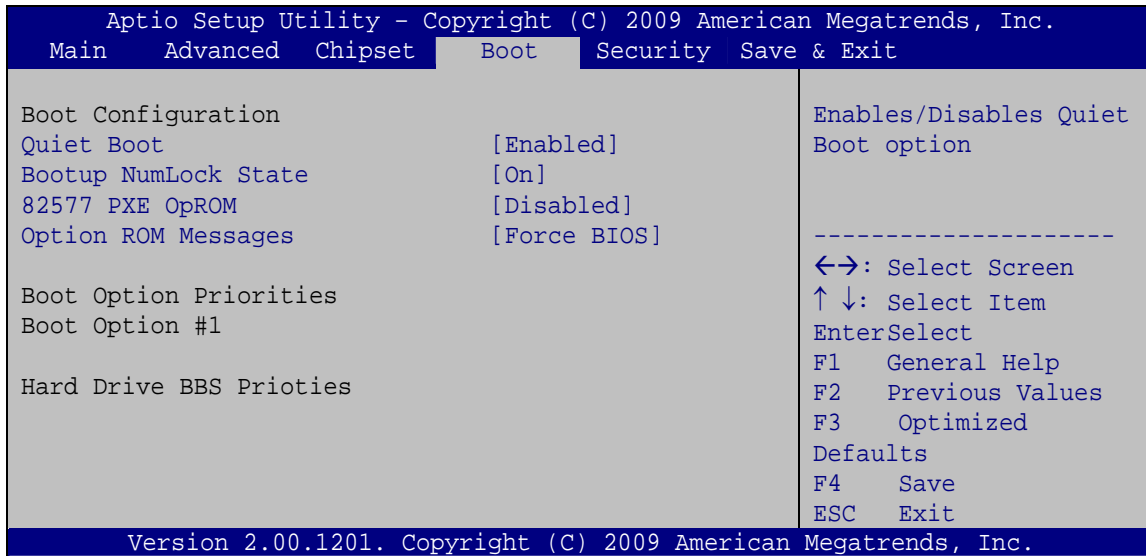 Aptio Setup Utility – Copyright (C) 2009 American Megatrends, Inc.
Main Advanced Chipset Boot Security Save & Exit
Boot Configuration
Quiet Boot [Enabled]
Bootup NumLock State [On]
82577 PXE OpROM [Disabled]
Option ROM Messages [Force BIOS]
Boot Option Priorities
Boot Option #1
Hard Drive BBS Prioties
Enables/Disables Quiet
Boot option
---------------------
←→: Select Screen
↑ ↓: Select Item
EnterSelect
F1 General Help
F2 Previous Values
F3 Optimized
Defaults
F4 Save
ESC Exit
Version 2.00.1201. Copyright (C) 2009 American Megatrends, Inc.